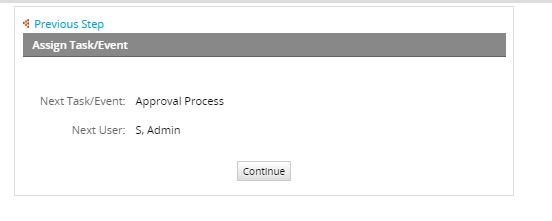 Previous Step
Assign Task/Event
Next Task/Event: Approval Process
Next User: S, Admin
Continue